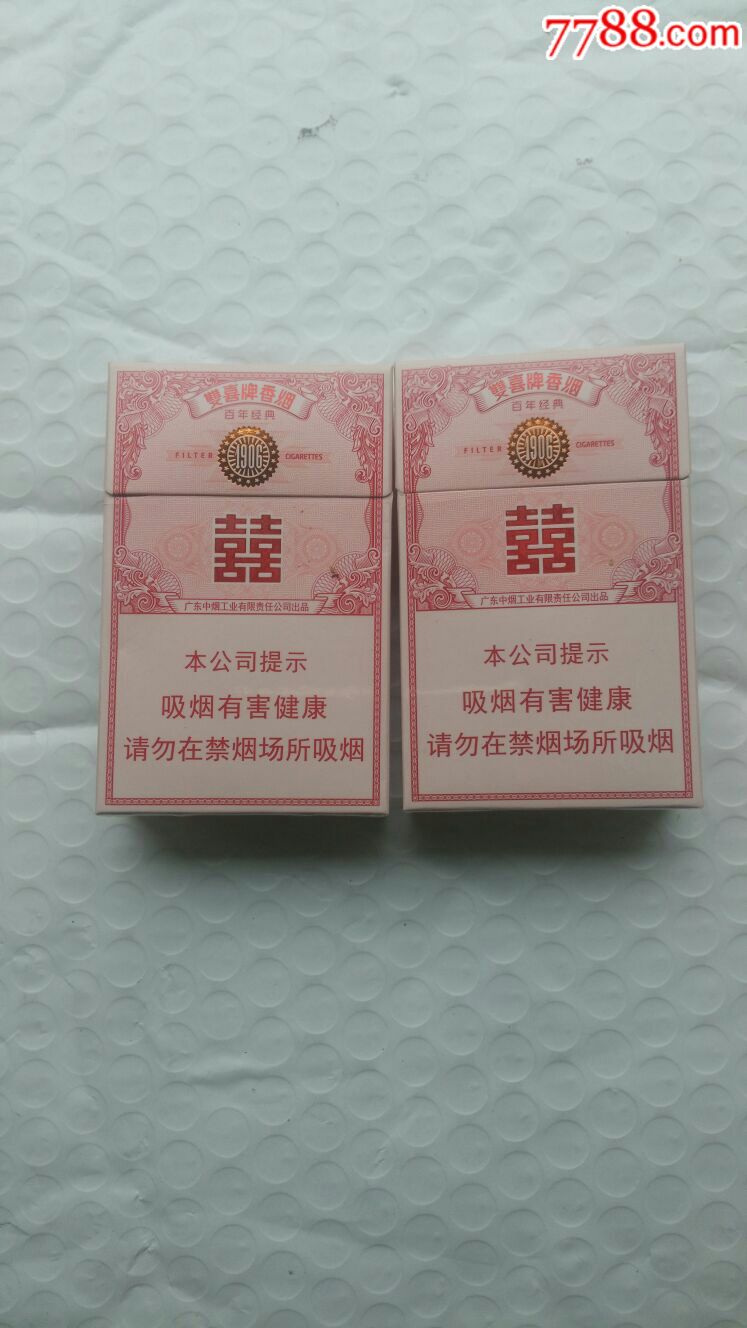 7788.com
雙喜牌香烟
百年经典
FILTER 1906 CIGARETTES
囍
广东中烟工业有限责任公司出品
本公司提示
吸烟有害健康
请勿在禁烟场所吸烟
雙喜牌香烟
百年经典
FILTER 1906 CIGARETTES
囍
广东中烟工业有限责任公司出品
本公司提示
吸烟有害健康
请勿在禁烟场所吸烟